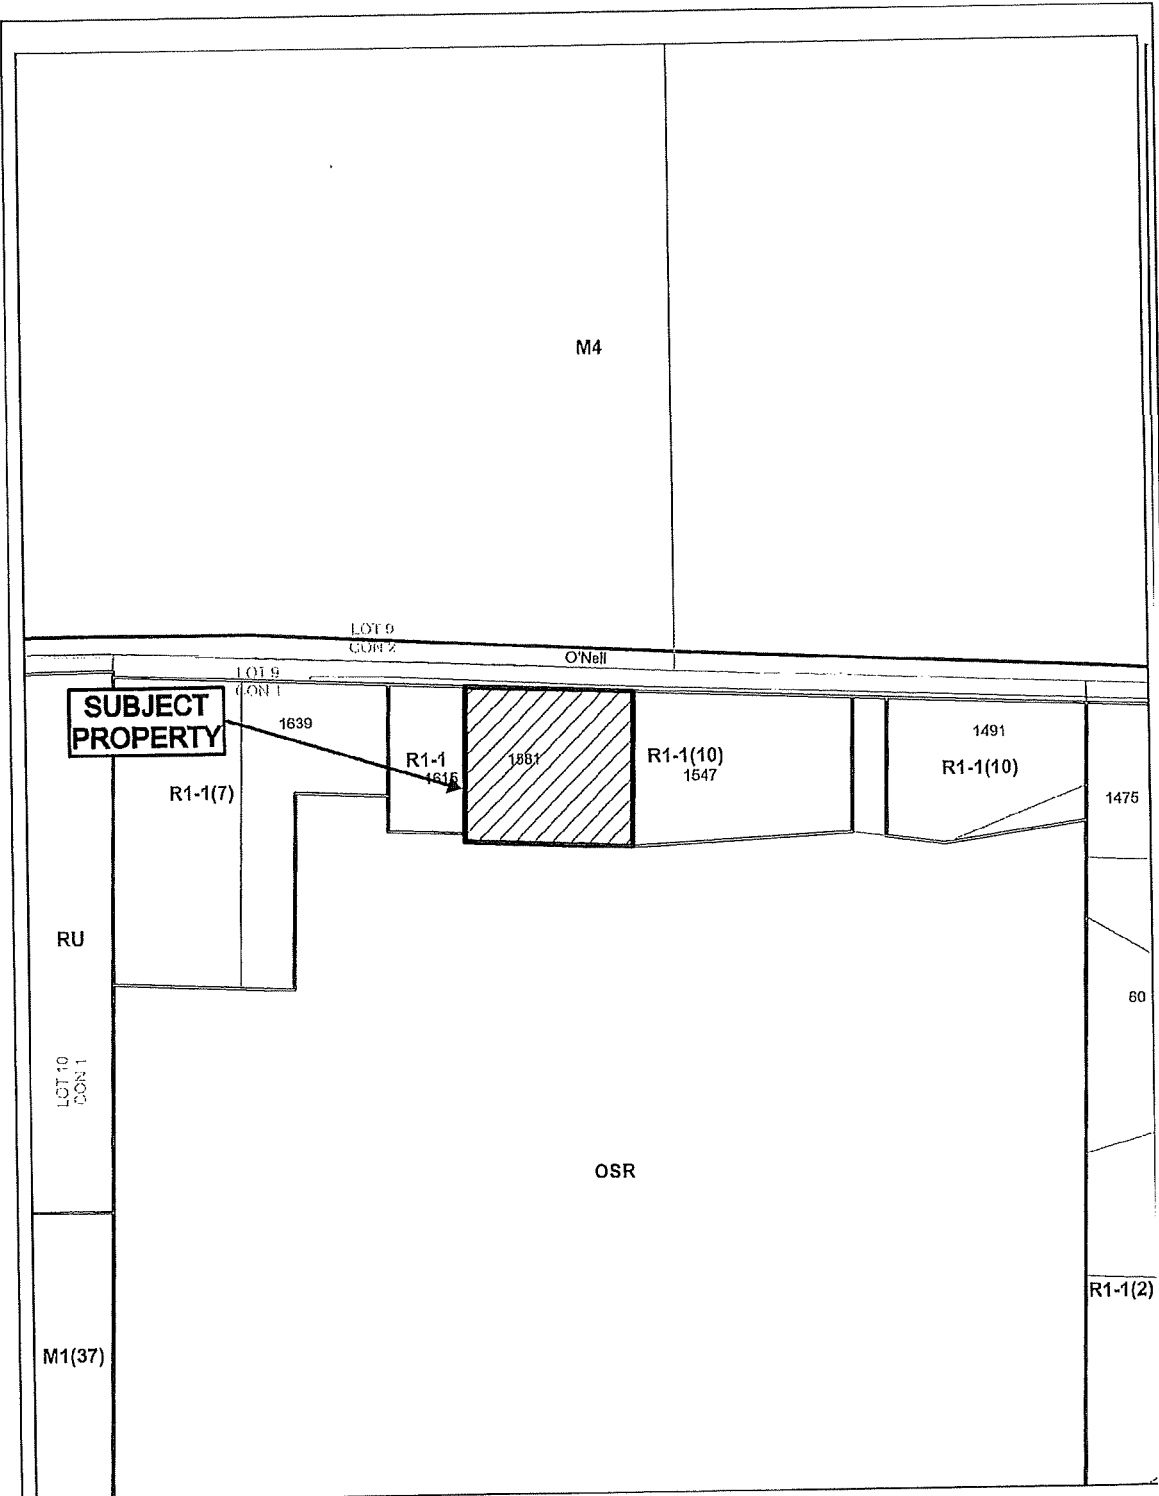 M4
LOT 9
CON 2
O'Neil
LOT 9
CON 1
SUBJECT
PROPERTY
1639
R1-1
1615
1581
R1-1(10)
1547
1491
R1-1(10)
1475
R1-1(7)
RU
60
LOT 10
CON 1
OSR
R1-1(2)
M1(37)